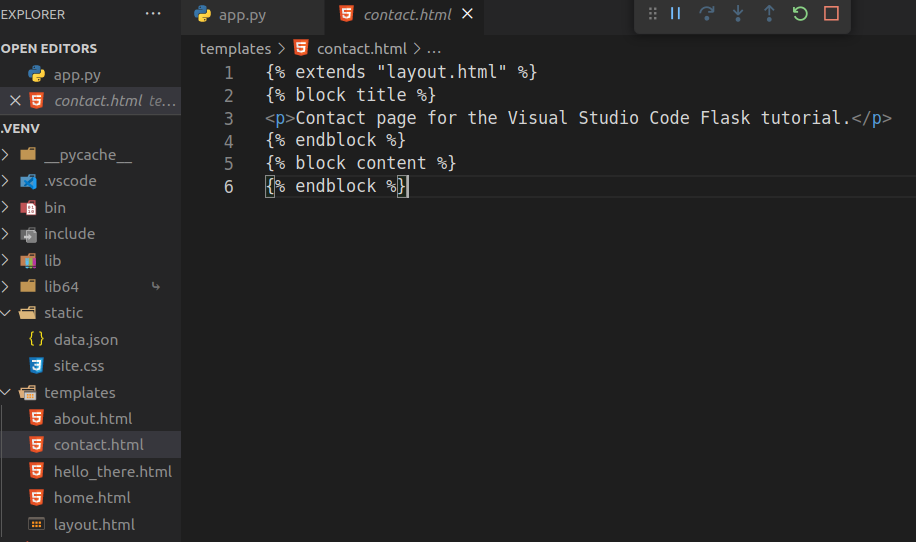 EXPLORER
···
OPEN EDITORS
app.py
contact.html te...
.VENV
__pycache__
.vscode
bin
include
lib
lib64
static
data.json
site.css
templates
about.html
contact.html
hello_there.html
home.html
layout.html
app.py
contact.html
templates > contact.html > ...
1 {% extends "layout.html" %}
2 {% block title %}
3 <p>Contact page for the Visual Studio Code Flask tutorial.</p>
4 {% endblock %}
5 {% block content %}
6 {% endblock %}